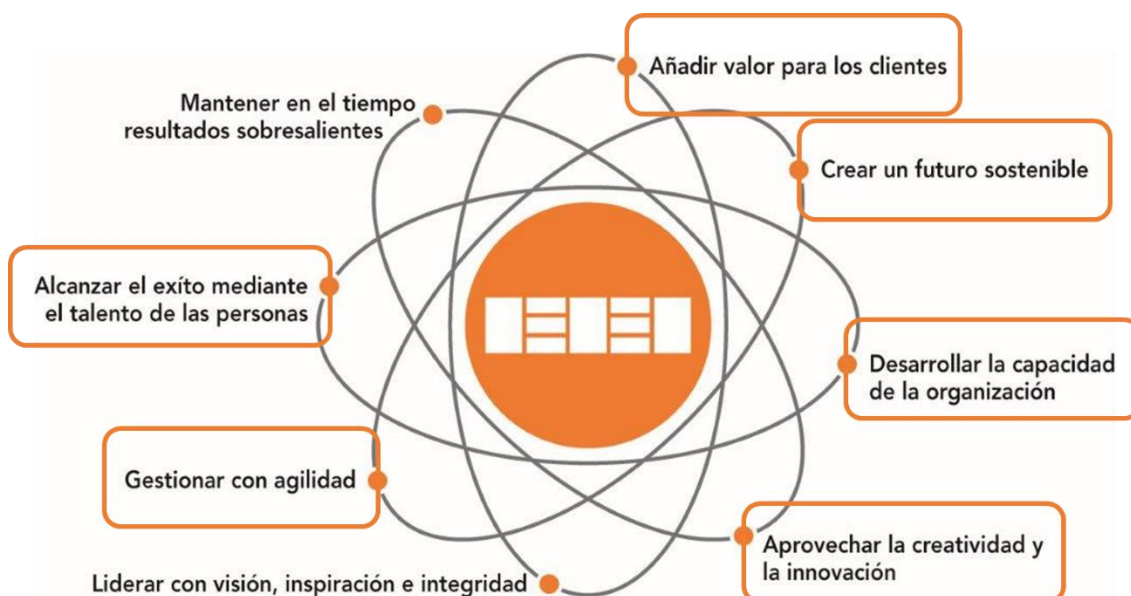 Añadir valor para los clientes
Mantener en el tiempo
resultados sobresalientes
Crear un futuro sostenible
Alcanzar el exíto mediante
el talento de las personas
Desarrollar la capacidad
de la organización
Gestionar con agilidad
Aprovechar la creatividad y
la innovación
Liderar con visión, inspiración e integridad